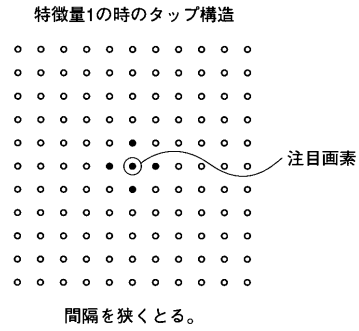 特徴量1の時のタップ構造
注目画素
間隔を狭くとる。